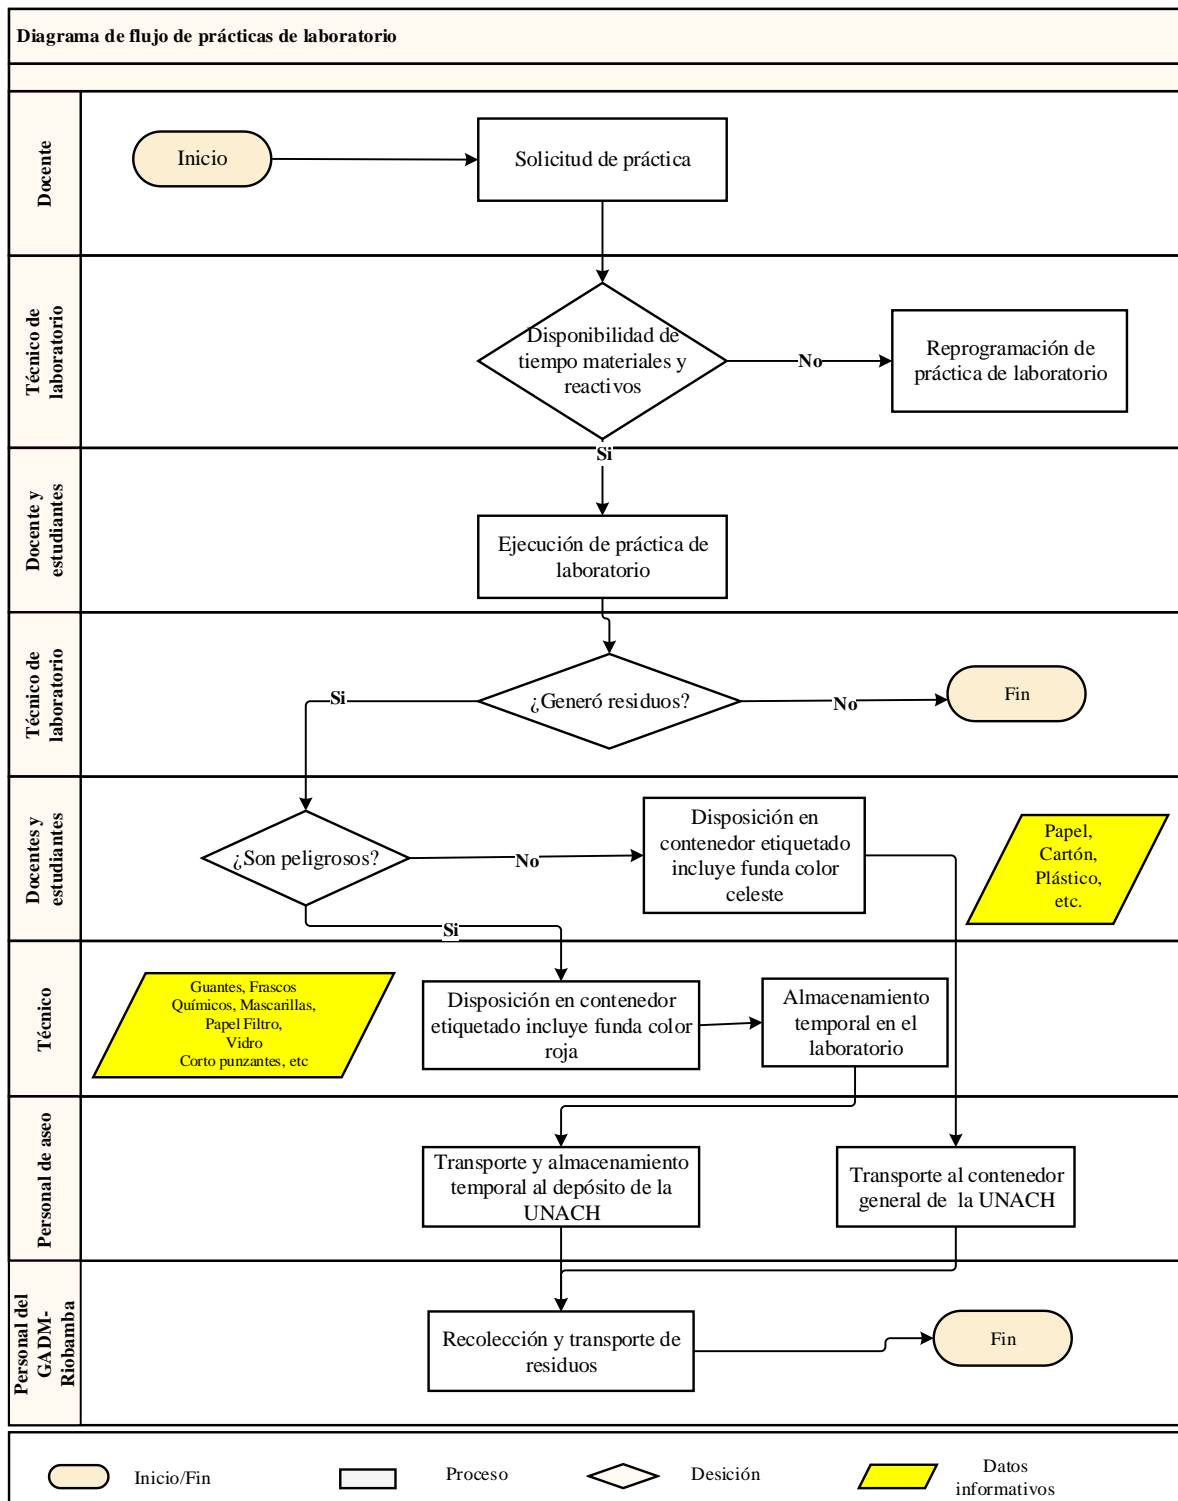 Diagrama de flujo de prácticas de laboratorio
Docente
Inicio
Solicitud de práctica
Técnico de
laboratorio
Disponibilidad de
tiempo materiales y
reactivos
No
Reprogramación de
práctica de laboratorio
Si
Docente y
estudiantes
Ejecución de práctica de
laboratorio
Técnico de
laboratorio
Si
¿Generó residuos?
No
Fin
Docentes y
estudiantes
¿Son peligrosos?
No
Disposición en
contenedor etiquetado
incluye funda color
celeste
Papel,
Cartón,
Plástico,
etc.
Si
Técnico
Guantes, Frascos
Químicos, Mascarillas,
Papel Filtro,
Vidro
Corto punzantes, etc
Disposición en contenedor
etiquetado incluye funda color
roja
Almacenamiento
temporal en el
laboratorio
Personal de aseo
Transporte y almacenamiento
temporal al depósito de la
UNACH
Transporte al contenedor
general de la UNACH
Personal del
GADM-
Riobamba
Recolección y transporte de
residuos
Fin
Inicio/Fin
Proceso
Desición
Datos
informativos